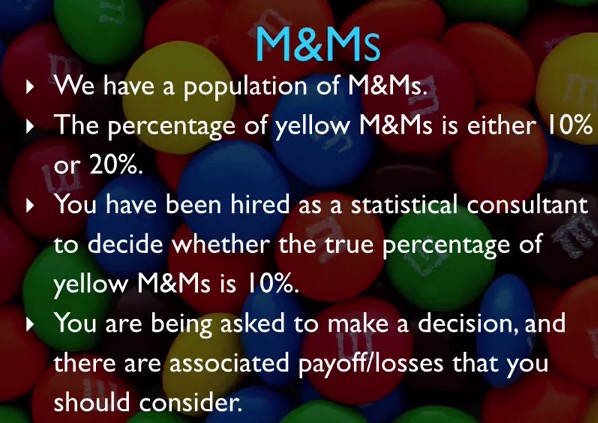 M&Ms
‣ We have a population of M&Ms.
‣ The percentage of yellow M&Ms is either 10%
or 20%.
‣ You have been hired as a statistical consultant
to decide whether the true percentage of
yellow M&Ms is 10%.
‣ You are being asked to make a decision, and
there are associated payoff/losses that you
should consider.